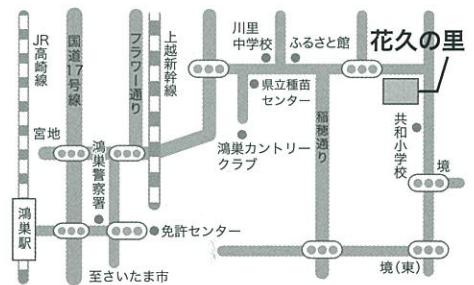 JR高崎線
国道17号線
フラワー通り
上越新幹線
川里
中学校
ふるさと館
花久の里
県立種苗
センター
鴻巣カントリー
クラブ
稲穂通り
共和小学校
宮地
鴻巣警察署
境
鴻巣駅
免許センター
至さいたま市
境(東)